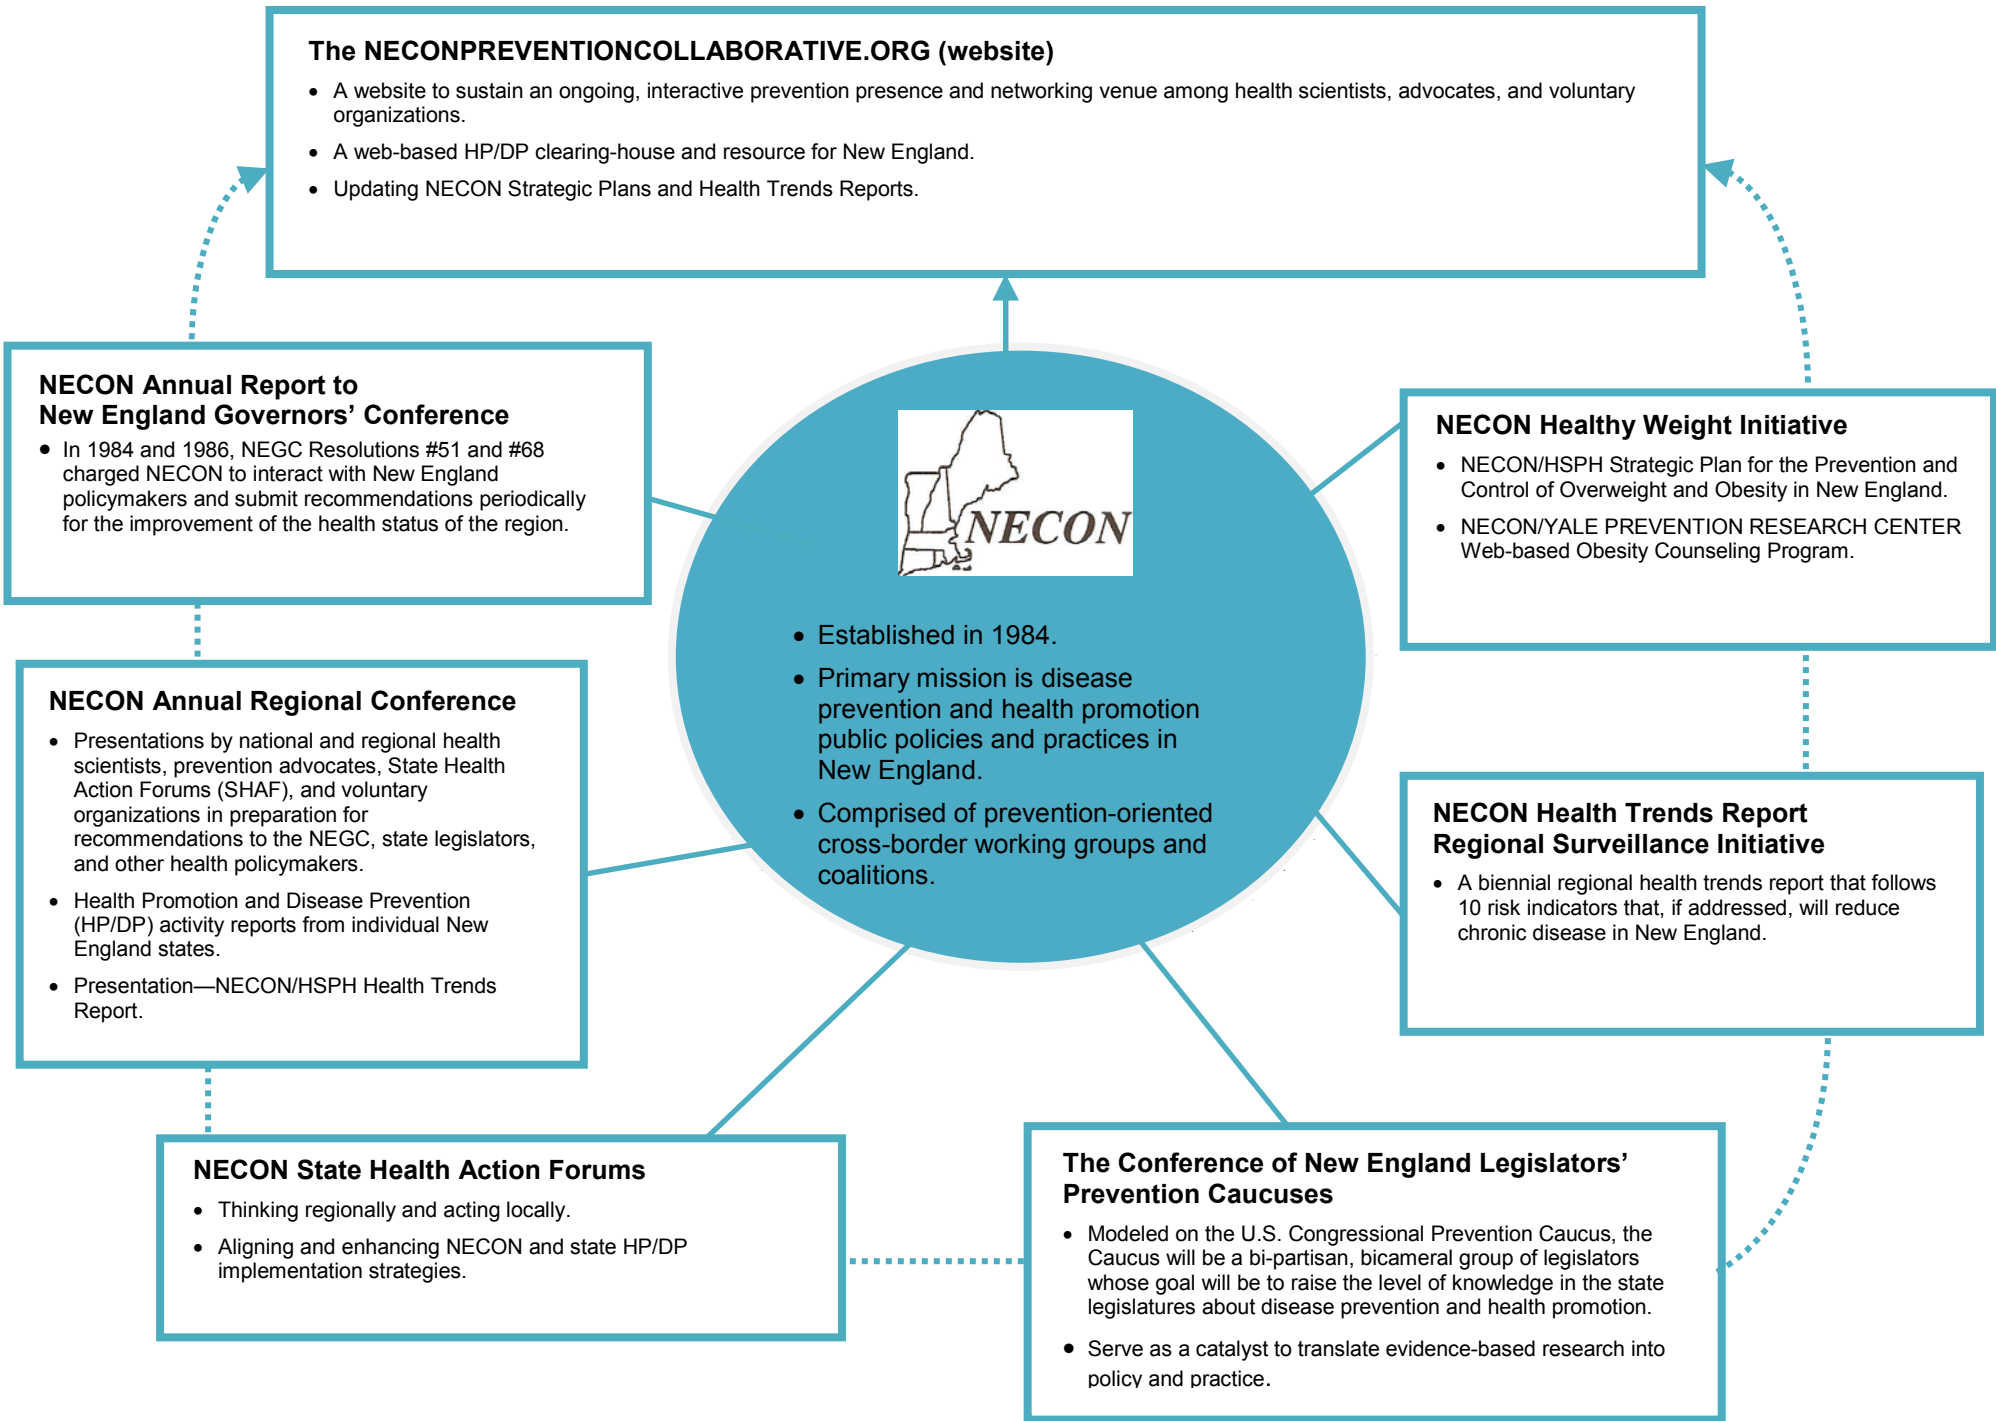 The NECONPREVENTIONCOLLABORATIVE.ORG (website)
• A website to sustain an ongoing, interactive prevention presence and networking venue among health scientists, advocates, and voluntary
organizations.
• A web-based HP/DP clearing-house and resource for New England.
• Updating NECON Strategic Plans and Health Trends Reports.
NECON Annual Report to
New England Governors’ Conference
• In 1984 and 1986, NEGC Resolutions #51 and #68
charged NECON to interact with New England
policymakers and submit recommendations periodically
for the improvement of the health status of the region.
NECON
• Established in 1984.
• Primary mission is disease
prevention and health promotion
public policies and practices in
New England.
• Comprised of prevention-oriented
cross-border working groups and
coalitions.
NECON Healthy Weight Initiative
• NECON/HSPH Strategic Plan for the Prevention and
Control of Overweight and Obesity in New England.
• NECON/YALE PREVENTION RESEARCH CENTER
Web-based Obesity Counseling Program.
NECON Annual Regional Conference
• Presentations by national and regional health
scientists, prevention advocates, State Health
Action Forums (SHAF), and voluntary
organizations in preparation for
recommendations to the NEGC, state legislators,
and other health policymakers.
• Health Promotion and Disease Prevention
(HP/DP) activity reports from individual New
England states.
• Presentation—NECON/HSPH Health Trends
Report.
NECON Health Trends Report
Regional Surveillance Initiative
• A biennial regional health trends report that follows
10 risk indicators that, if addressed, will reduce
chronic disease in New England.
NECON State Health Action Forums
• Thinking regionally and acting locally.
• Aligning and enhancing NECON and state HP/DP
implementation strategies.
The Conference of New England Legislators’
Prevention Caucuses
• Modeled on the U.S. Congressional Prevention Caucus, the
Caucus will be a bi-partisan, bicameral group of legislators
whose goal will be to raise the level of knowledge in the state
legislatures about disease prevention and health promotion.
• Serve as a catalyst to translate evidence-based research into
policy and practice.